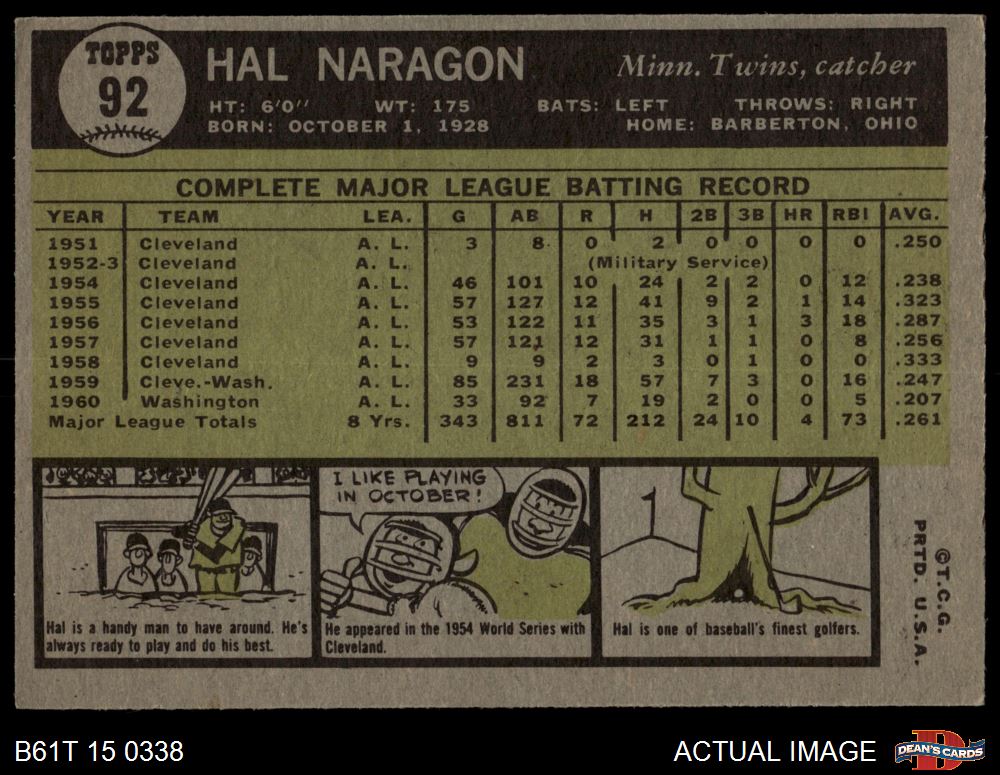 TOPPS
92
HAL NARAGON
Minn. Twins, catcher
HT: 6'0" WT: 175 BATS: LEFT THROWS: RIGHT
BORN: OCTOBER 1, 1928 HOME: BARBERTON, OHIO
COMPLETE MAJOR LEAGUE BATTING RECORD
YEAR TEAM LEA. G AB R H 2B 3B HR RBI AVG.
1951 Cleveland A. L. 3 8 0 2 0 0 0 0 .250
1952-3 Cleveland A. L. (Military Service)
1954 Cleveland A. L. 46 101 10 24 2 2 0 12 .238
1955 Cleveland A. L. 57 127 12 41 9 2 1 14 .323
1956 Cleveland A. L. 53 122 11 35 3 1 3 18 .287
1957 Cleveland A. L. 57 121 12 31 1 1 0 8 .256
1958 Cleveland A. L. 9 9 2 3 0 1 0 0 .333
1959 Cleve.-Wash. A. L. 85 231 18 57 7 3 0 16 .247
1960 Washington A. L. 33 92 7 19 2 0 0 5 .207
Major League Totals 8 Yrs. 343 811 72 212 24 10 4 73 .261
Hal is a handy man to have around. He's
always ready to play and do his best.
I LIKE PLAYING
IN OCTOBER!
He appeared in the 1954 World Series with
Cleveland.
Hal is one of baseball's finest golfers.
©T.C.G.
PRTD. U.S.A.
B61T 15 0338
ACTUAL IMAGE
D
DEAN'S CARDS